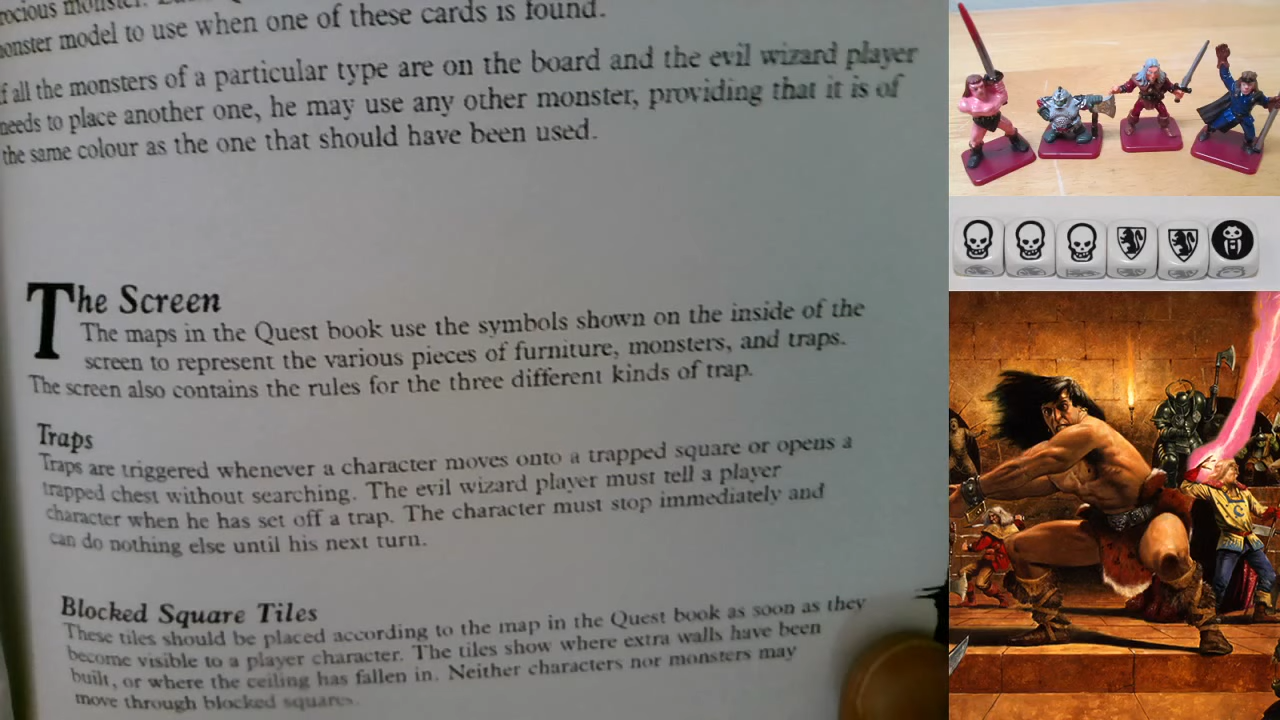 monster model to use when one of these cards is found.
If all the monsters of a particular type are on the board and the evil wizard player
needs to place another one, he may use any other monster, providing that it is of
the same colour as the one that should have been used.
The Screen
The maps in the Quest book use the symbols shown on the inside of the
screen to represent the various pieces of furniture, monsters, and traps.
The screen also contains the rules for the three different kinds of trap.
Traps
Traps are triggered whenever a character moves onto a trapped square or opens a
trapped chest without searching. The evil wizard player must tell a player
character when he has set off a trap. The character must stop immediately and
can do nothing else until his next turn.
Blocked Square Tiles
These tiles should be placed according to the map in the Quest book as soon as they
become visible to a player character. The tiles show where extra walls have been
built, or where the ceiling has fallen in. Neither characters nor monsters may
move through blocked squares.